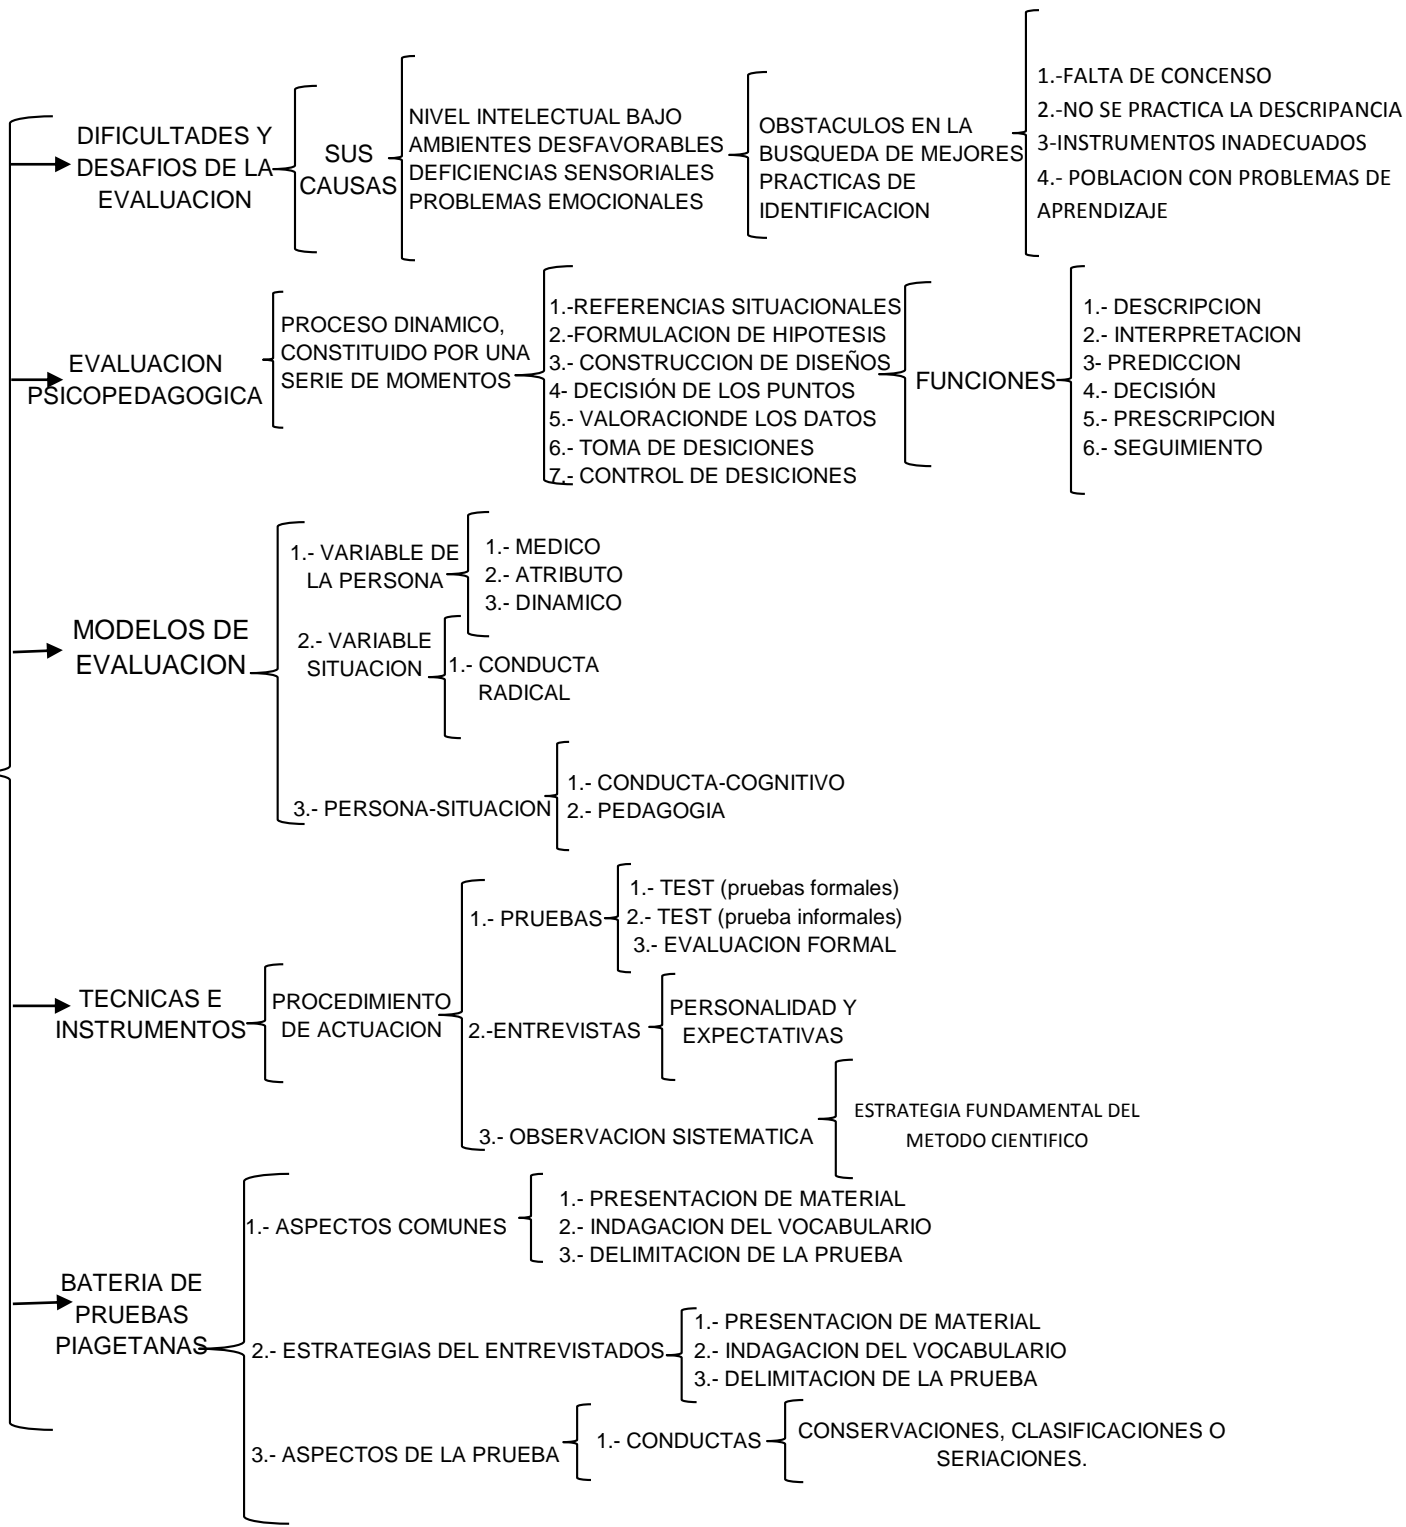 DIFICULTADES Y
DESAFIOS DE LA
EVALUACION
SUS
CAUSAS
NIVEL INTELECTUAL BAJO
AMBIENTES DESFAVORABLES
DEFICIENCIAS SENSORIALES
PROBLEMAS EMOCIONALES
OBSTACULOS EN LA
BUSQUEDA DE MEJORES
PRACTICAS DE
IDENTIFICACION
1.-FALTA DE CONCENSO
2.-NO SE PRACTICA LA DESCRIPANCIA
3-INSTRUMENTOS INADECUADOS
4.- POBLACION CON PROBLEMAS DE
APRENDIZAJE
EVALUACION
PSICOPEDAGOGICA
PROCESO DINAMICO,
CONSTITUIDO POR UNA
SERIE DE MOMENTOS
1.-REFERENCIAS SITUACIONALES
2.-FORMULACION DE HIPOTESIS
3.- CONSTRUCCION DE DISEÑOS
4- DECISIÓN DE LOS PUNTOS
5.- VALORACIONDE LOS DATOS
6.- TOMA DE DESICIONES
7.- CONTROL DE DESICIONES
FUNCIONES
1.- DESCRIPCION
2.- INTERPRETACION
3- PREDICCION
4.- DECISIÓN
5.- PRESCRIPCION
6.- SEGUIMIENTO
MODELOS DE
EVALUACION
1.- VARIABLE DE
LA PERSONA
1.- MEDICO
2.- ATRIBUTO
3.- DINAMICO
2.- VARIABLE
SITUACION
1.- CONDUCTA
RADICAL
3.- PERSONA-SITUACION
1.- CONDUCTA-COGNITIVO
2.- PEDAGOGIA
TECNICAS E
INSTRUMENTOS
PROCEDIMIENTO
DE ACTUACION
1.- PRUEBAS
1.- TEST (pruebas formales)
2.- TEST (prueba informales)
3.- EVALUACION FORMAL
2.-ENTREVISTAS
PERSONALIDAD Y
EXPECTATIVAS
3.- OBSERVACION SISTEMATICA
ESTRATEGIA FUNDAMENTAL DEL
METODO CIENTIFICO
BATERIA DE
PRUEBAS
PIAGETANAS
1.- ASPECTOS COMUNES
1.- PRESENTACION DE MATERIAL
2.- INDAGACION DEL VOCABULARIO
3.- DELIMITACION DE LA PRUEBA
2.- ESTRATEGIAS DEL ENTREVISTADOS
1.- PRESENTACION DE MATERIAL
2.- INDAGACION DEL VOCABULARIO
3.- DELIMITACION DE LA PRUEBA
3.- ASPECTOS DE LA PRUEBA
1.- CONDUCTAS
CONSERVACIONES, CLASIFICACIONES O
SERIACIONES.